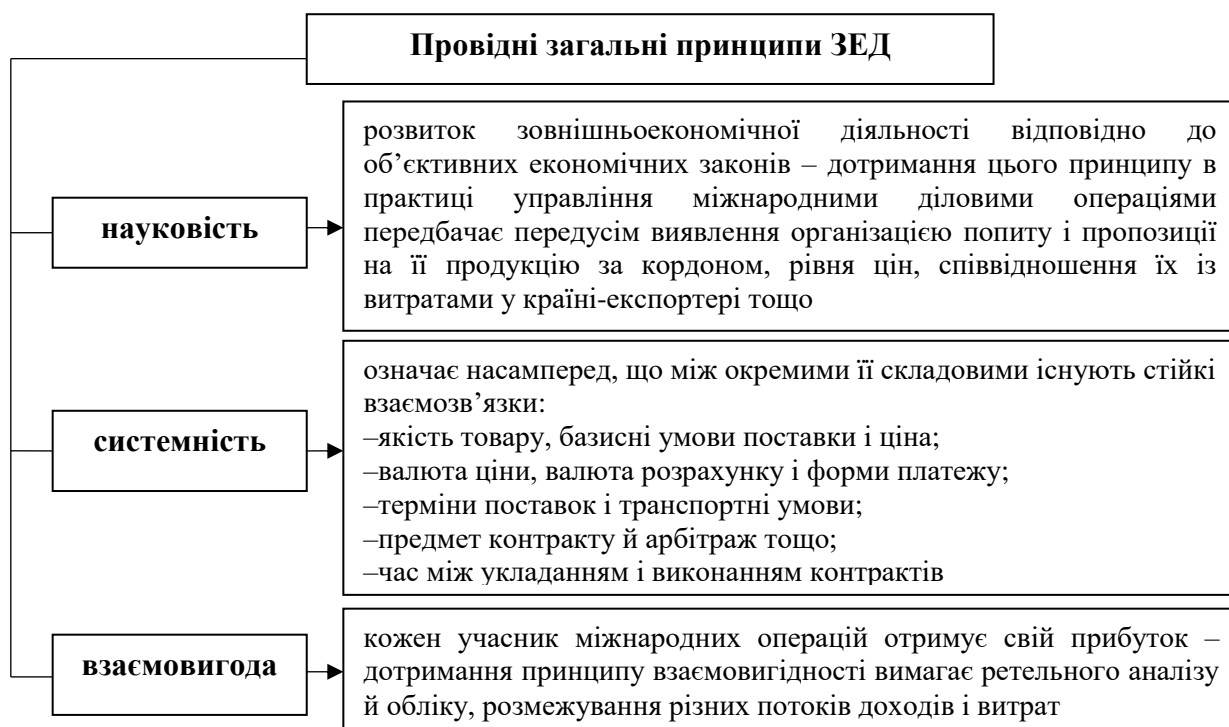 Провідні загальні принципи ЗЕД
науковість
розвиток зовнішньоекономічної діяльності відповідно до
об’єктивних економічних законів – дотримання цього принципу в
практиці управління міжнародними діловими операціями
передбачає передусім виявлення організацією попиту і пропозиції
на її продукцію за кордоном, рівня цін, співвідношення їх із
витратами у країні-експортері тощо
системність
означає насамперед, що між окремими її складовими існують стійкі
взаємозв’язки:
–якість товару, базисні умови поставки і ціна;
–валюта ціни, валюта розрахунку і форми платежу;
–терміни поставок і транспортні умови;
–предмет контракту й арбітраж тощо;
–час між укладанням і виконанням контрактів
взаємовигода
кожен учасник міжнародних операцій отримує свій прибуток –
дотримання принципу взаємовигідності вимагає ретельного аналізу
й обліку, розмежування різних потоків доходів і витрат